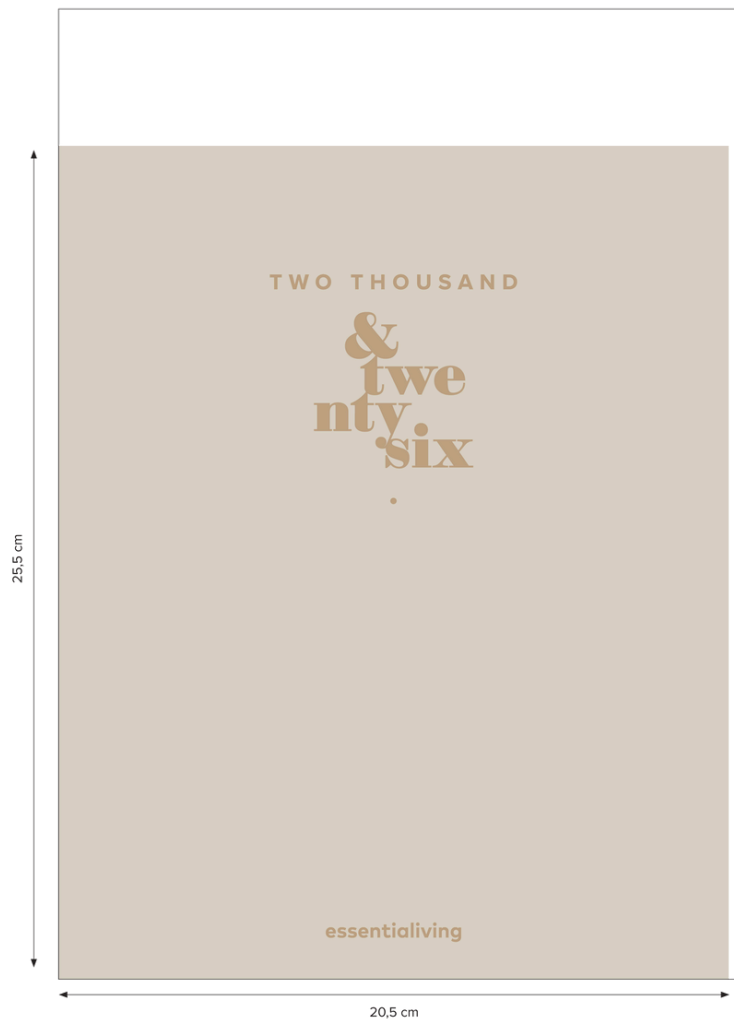 TWO THOUSAND
&
twe
nty
six
.
25,5 cm
essentialiving
20,5 cm